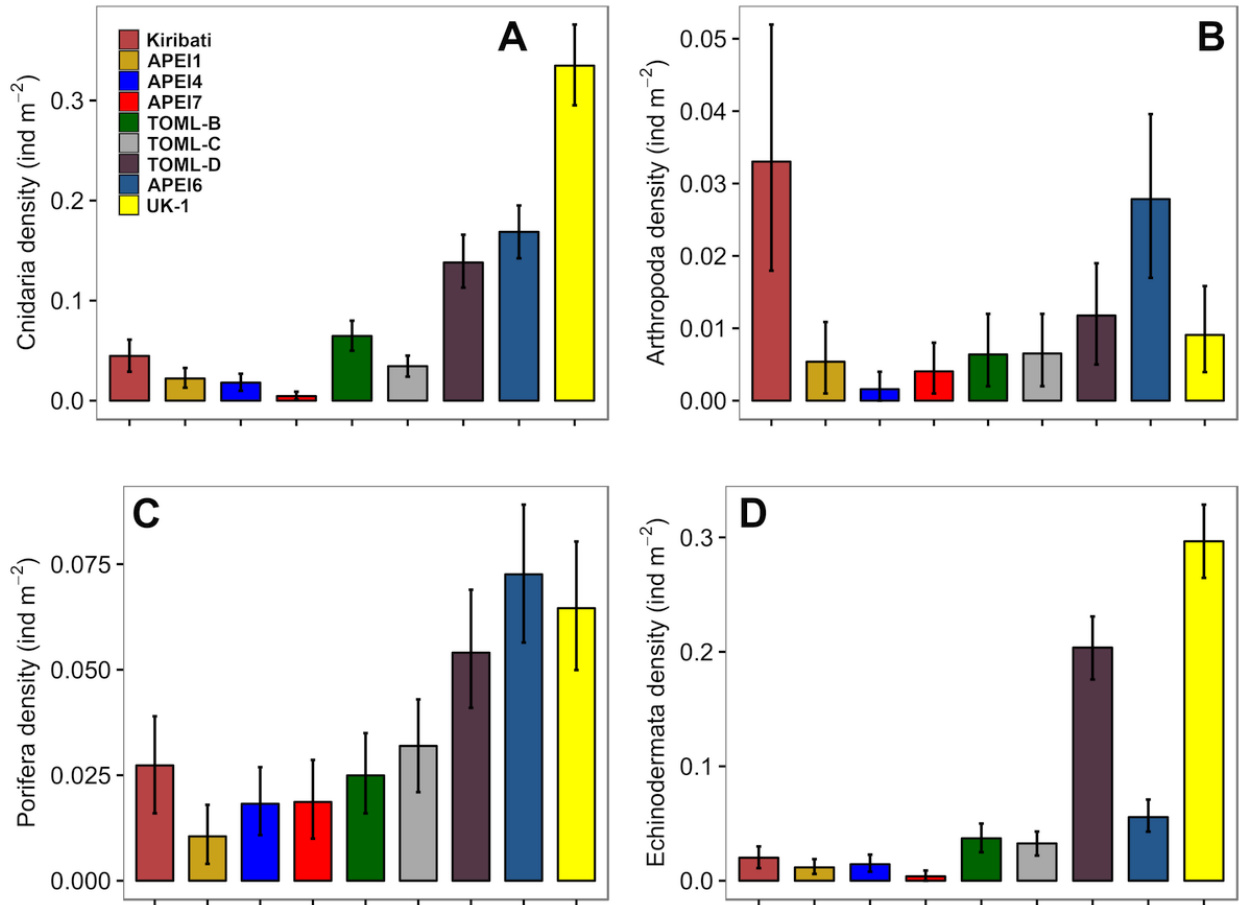 A
Kiribati
APEI1
APEI4
APEI7
TOML-B
TOML-C
TOML-D
APEI6
UK-1
Cnidaria density (ind m⁻²)
0.3
0.2
0.1
0.0
B
Arthropoda density (ind m⁻²)
0.05
0.04
0.03
0.02
0.01
0.00
C
Porifera density (ind m⁻²)
0.075
0.050
0.025
0.000
D
Echinodermata density (ind m⁻²)
0.3
0.2
0.1
0.0